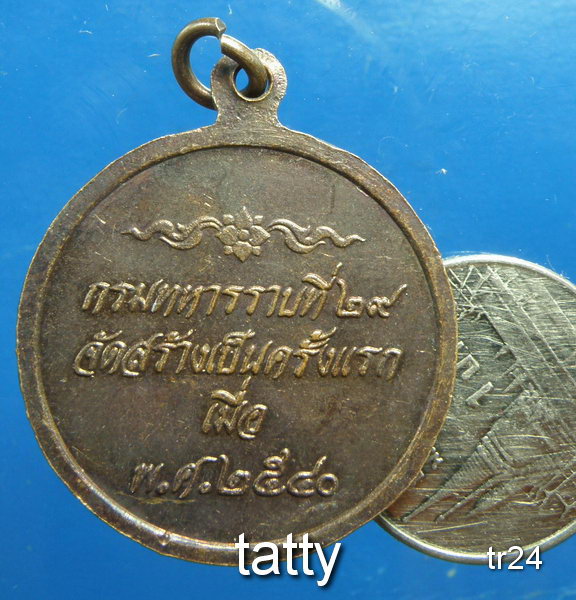 กรมทหารราบที่ ๒๙
จัดสร้างเป็นครั้งแรก
เมื่อ
พ.ศ. ๒๕๔๐
tatty
tr24